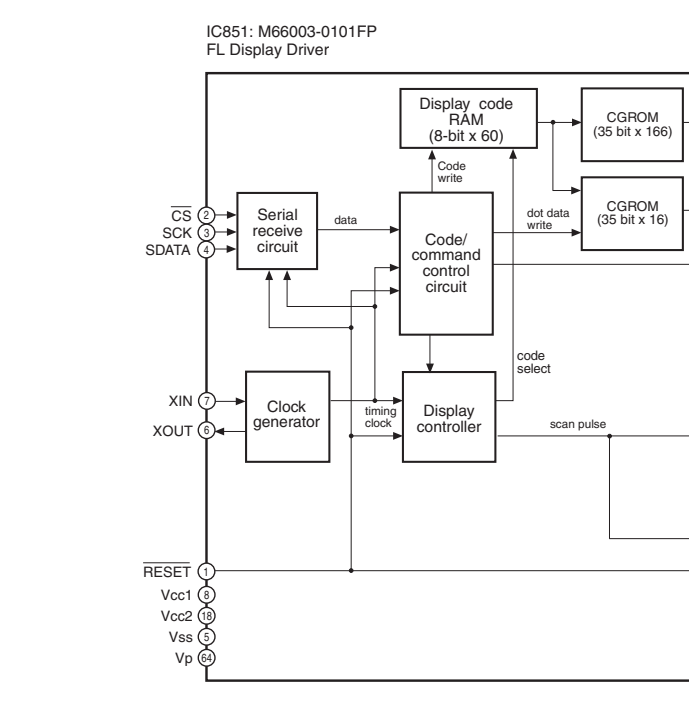 IC851: M66003-0101FP
FL Display Driver
Display code
RAM
(8-bit x 60)
CGROM
(35 bit x 166)
Code
write
CGROM
(35 bit x 16)
CS
2
SCK
3
SDATA
4
Serial
receive
circuit
data
Code/
command
control
circuit
dot data
write
code
select
XIN
7
XOUT
6
Clock
generator
timing
clock
Display
controller
scan pulse
RESET
1
Vcc1
8
Vcc2
18
Vss
5
Vp
64